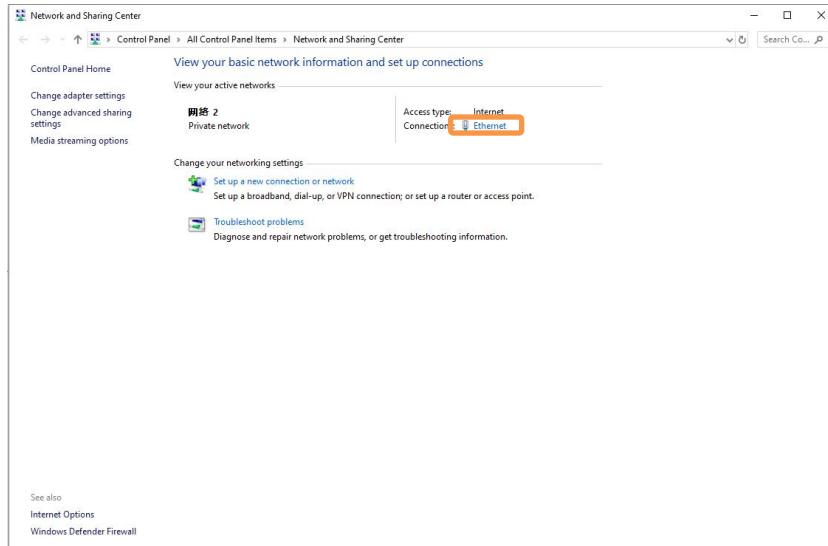 Network and Sharing Center
Control Panel > All Control Panel Items > Network and Sharing Center
Search Co...
Control Panel Home
Change adapter settings
Change advanced sharing
settings
Media streaming options
View your basic network information and set up connections
View your active networks
网络 2
Private network
Access type: Internet
Connection Ethernet
Change your networking settings
Set up a new connection or network
Set up a broadband, dial-up, or VPN connection; or set up a router or access point.
Troubleshoot problems
Diagnose and repair network problems, or get troubleshooting information.
See also
Internet Options
Windows Defender Firewall